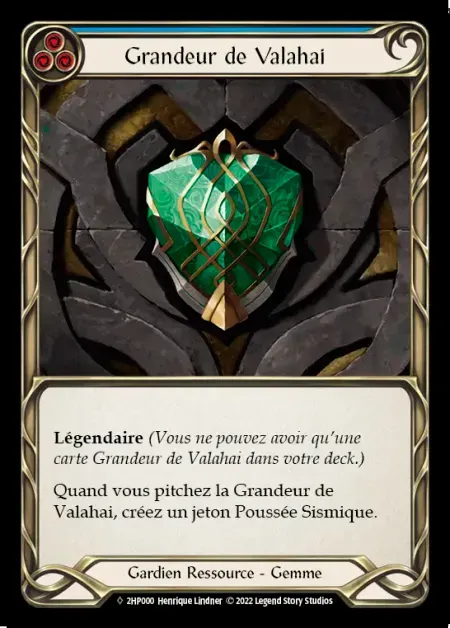 Grandeur de Valahai
Légendaire (Vous ne pouvez avoir qu'une
carte Grandeur de Valahai dans votre deck.)
Quand vous pitchez la Grandeur de
Valahai, créez un jeton Poussée Sismique.
Gardien Ressource - Gemme
2HP000 Henrique Lindner © 2022 Legend Story Studios